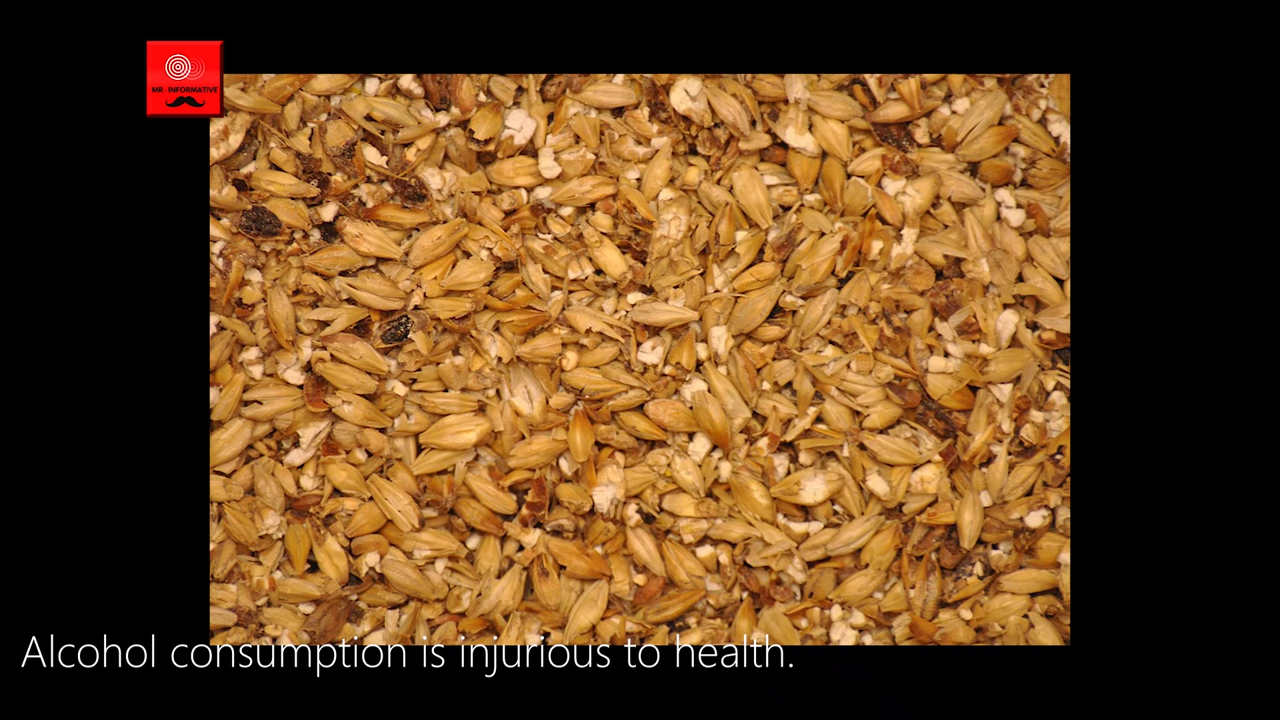 MR. INFORMATIVE
Alcohol consumption is injurious to health.